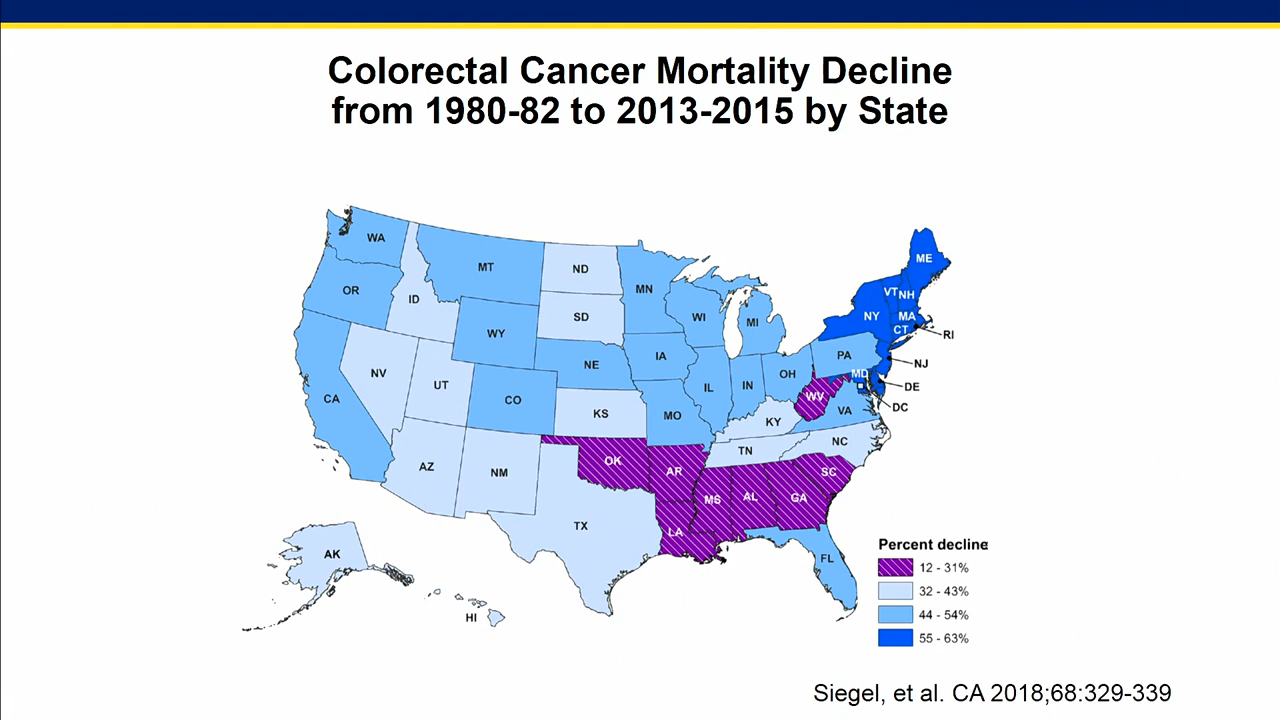 Colorectal Cancer Mortality Decline
from 1980-82 to 2013-2015 by State
WA
MT
ND
MN
ME
OR
ID
SD
WI
MI
VT
NH
NY
MA
CT
RI
WY
NE
IA
PA
NJ
NV
UT
CO
KS
MO
IL
IN
OH
MD
DE
WV
VA
DC
CA
KY
AZ
NM
OK
AR
TN
NC
SC
TX
LA
MS
AL
GA
AK
HI
FL
Percent decline
12 - 31%
32 - 43%
44 - 54%
55 - 63%
Siegel, et al. CA 2018;68:329-339